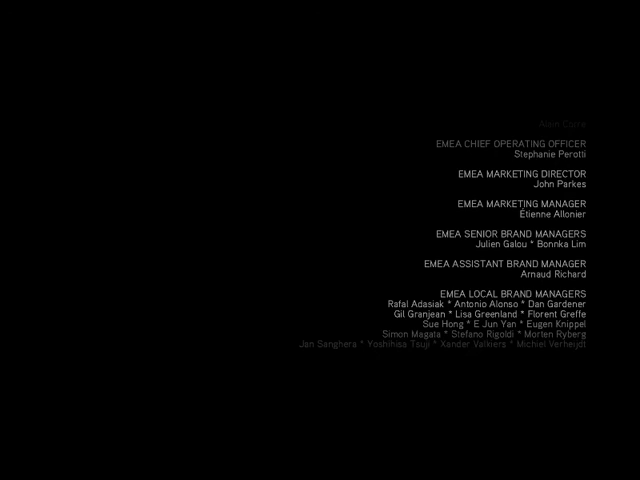 Alain Corre
EMEA CHIEF OPERATING OFFICER
Stephanie Perotti
EMEA MARKETING DIRECTOR
John Parkes
EMEA MARKETING MANAGER
Étienne Allonier
EMEA SENIOR BRAND MANAGERS
Julien Galou * Bonnka Lim
EMEA ASSISTANT BRAND MANAGER
Arnaud Richard
EMEA LOCAL BRAND MANAGERS
Rafal Adasiak * Antonio Alonso * Dan Gardener
Gil Granjean * Lisa Greenland * Florent Greffe
Sue Hong * E Jun Yan * Eugen Knippel
Simon Magata * Stefano Rigoldi * Morten Ryberg
Jan Sanghera * Yoshihisa Tsuji * Xander Valkiers * Michiel Verheijdt